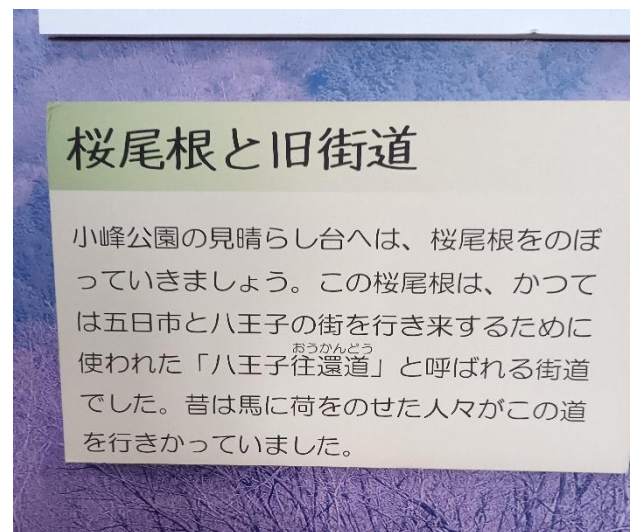 桜尾根と旧街道
小峰公園の見晴らし台へは、桜尾根をのぼ
っていきましょう。この桜尾根は、かつて
は五日市と八王子の街を行き来するために
おうかんどう
使われた「八王子往還道」と呼ばれる街道
でした。昔は馬に荷をのせた人々がこの道
を行きかっていました。